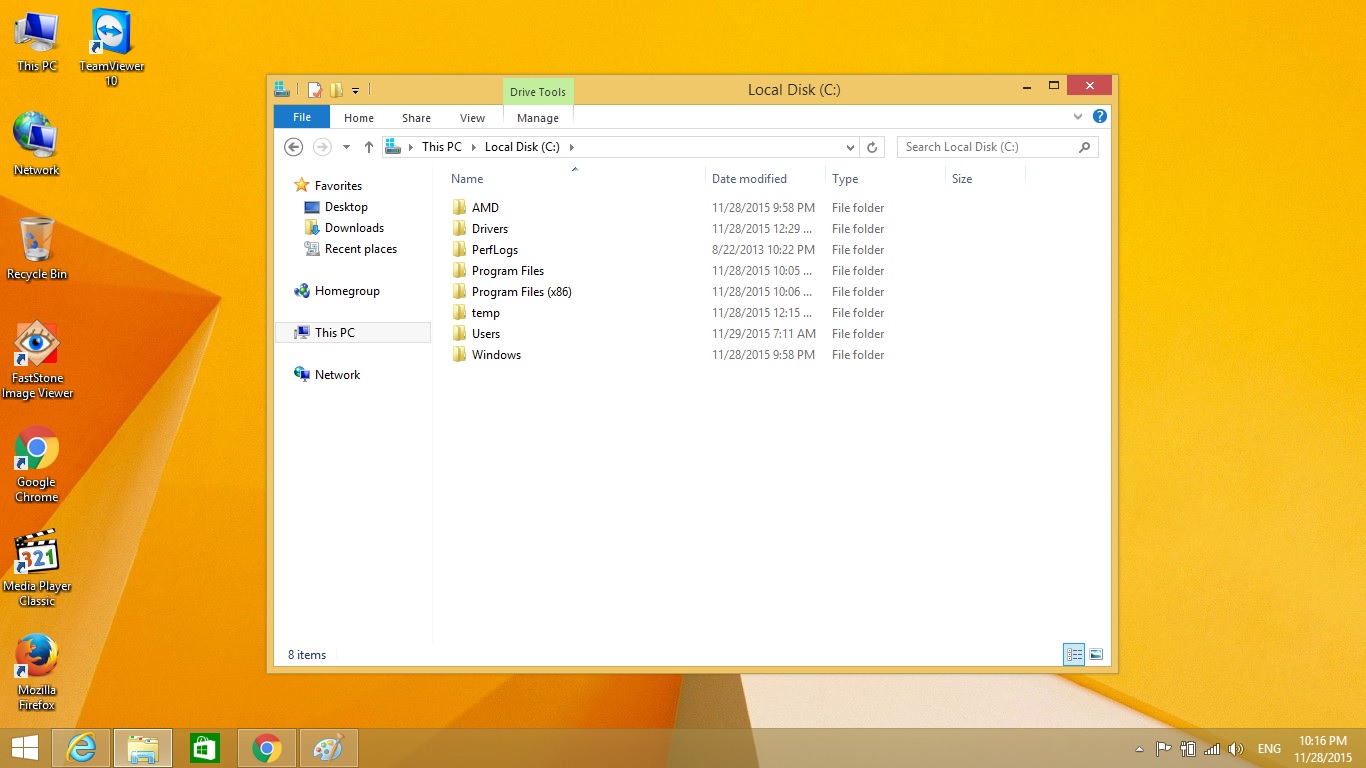 This PC
TeamViewer
10
Network
Recycle Bin
FastStone
Image Viewer
Google
Chrome
321
Media Player
Classic
Mozilla
Firefox
Drive Tools
Local Disk (C:)
File Home Share View Manage
This PC Local Disk (C:)
Search Local Disk (C:)
Favorites
Desktop
Downloads
Recent places
Homegroup
This PC
Network
Name Date modified Type Size
AMD 11/28/2015 9:58 PM File folder
Drivers 11/28/2015 12:29 ... File folder
PerfLogs 8/22/2013 10:22 PM File folder
Program Files 11/28/2015 10:05 ... File folder
Program Files (x86) 11/28/2015 10:06 ... File folder
temp 11/28/2015 12:15 ... File folder
Users 11/29/2015 7:11 AM File folder
Windows 11/28/2015 9:58 PM File folder
8 items
ENG
10:16 PM
11/28/2015